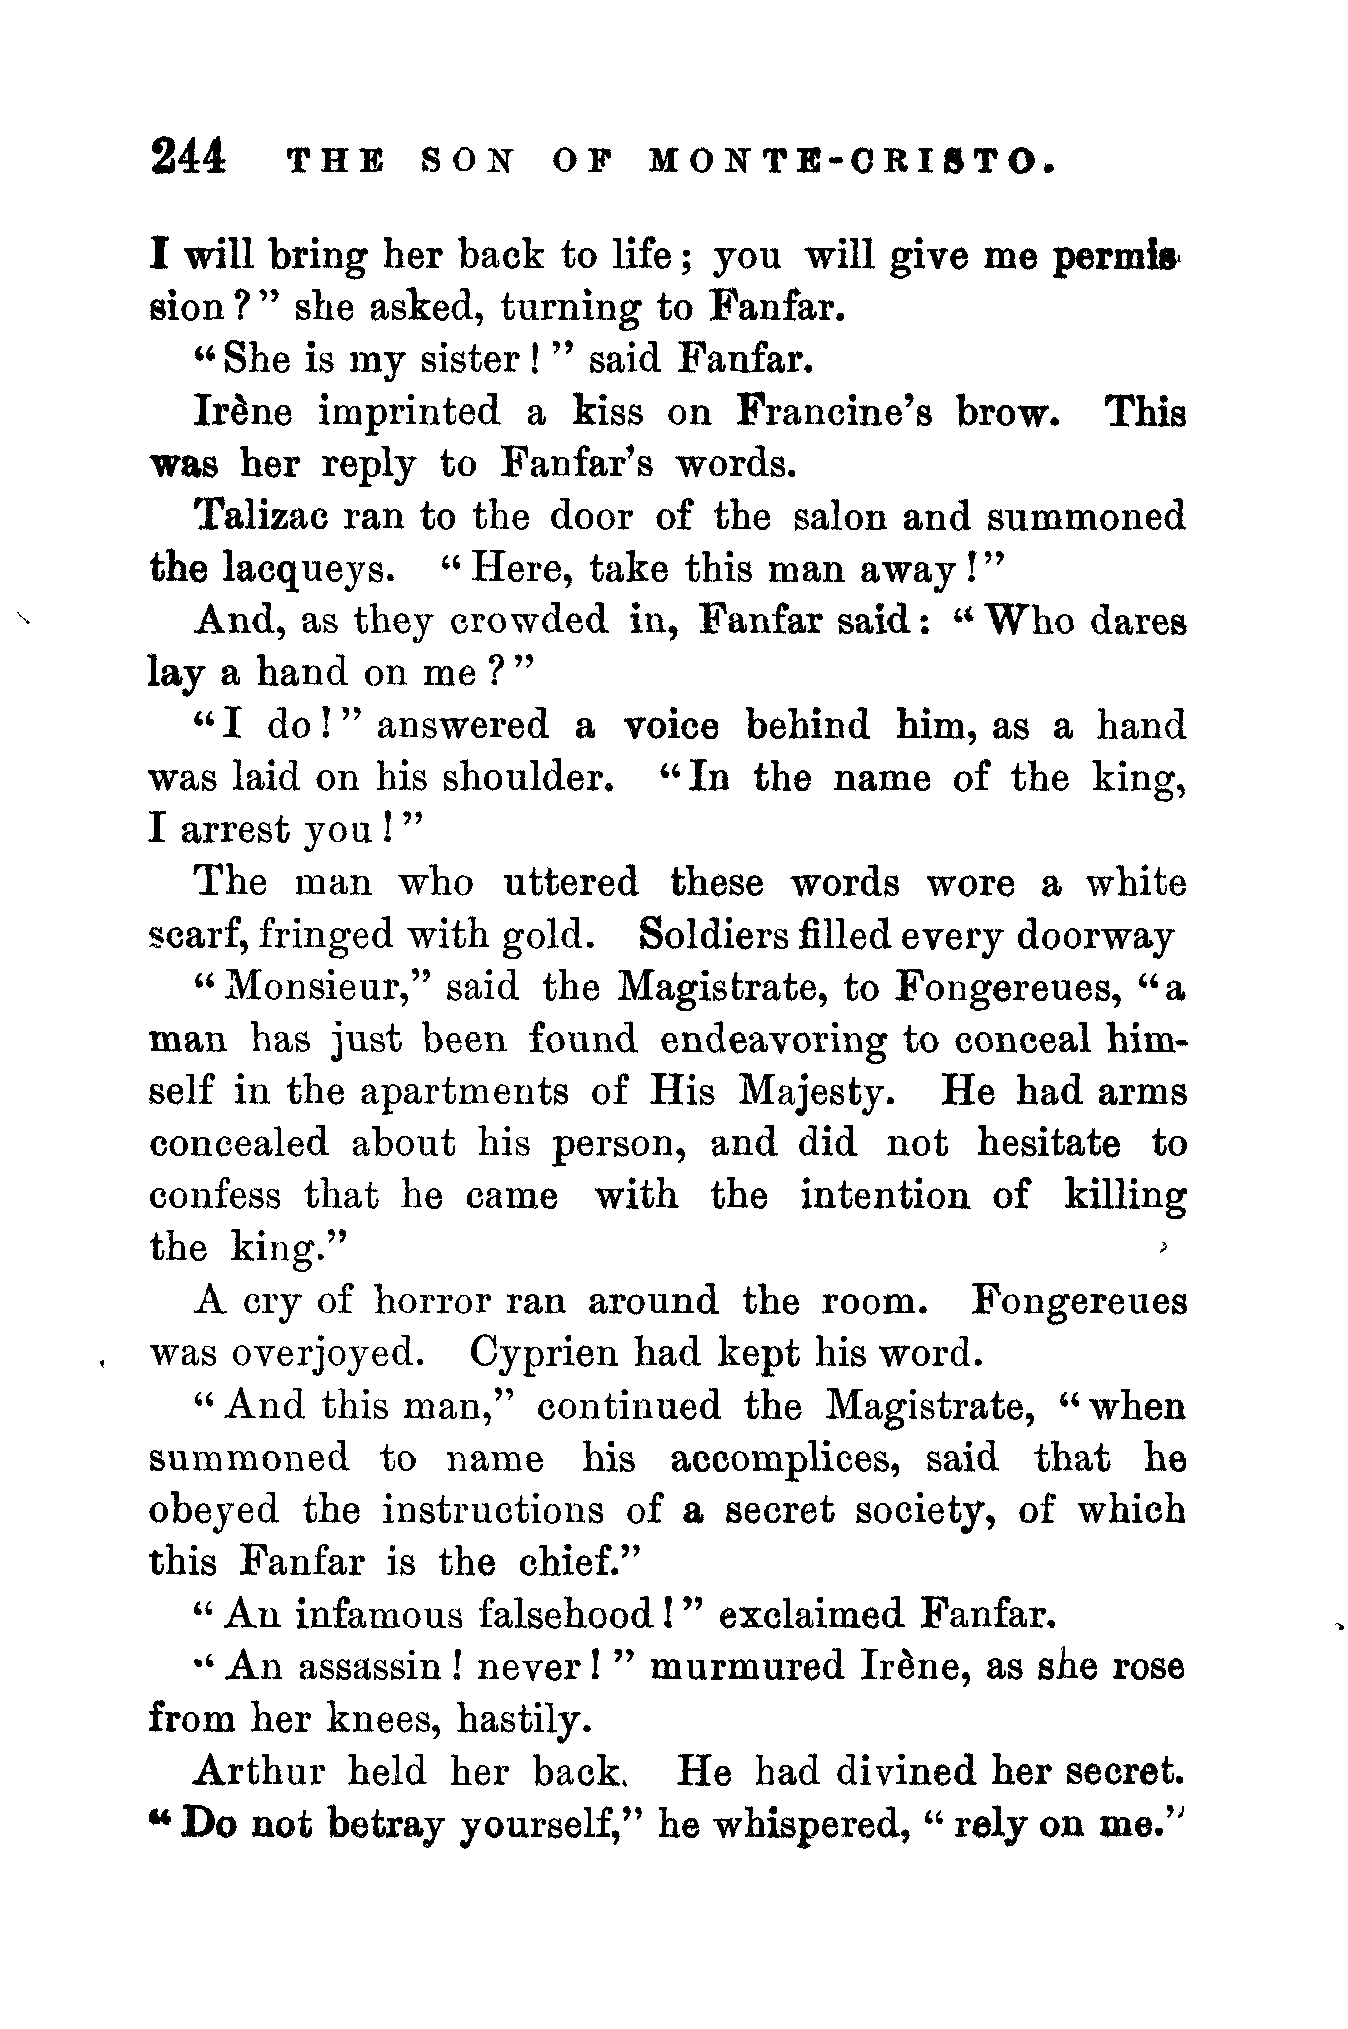 244 THE SON OF MONTE-CRISTO.
I will bring her back to life; you will give me permis-
sion?" she asked, turning to Fanfar.
"She is my sister!" said Fanfar.
Irène imprinted a kiss on Francine's brow. This
was her reply to Fanfar's words.
Talizac ran to the door of the salon and summoned
the lacqueys. "Here, take this man away!"
And, as they crowded in, Fanfar said: "Who dares
lay a hand on me?"
"I do!" answered a voice behind him, as a hand
was laid on his shoulder. "In the name of the king,
I arrest you!"
The man who uttered these words wore a white
scarf, fringed with gold. Soldiers filled every doorway
"Monsieur," said the Magistrate, to Fongereues, "a
man has just been found endeavoring to conceal him-
self in the apartments of His Majesty. He had arms
concealed about his person, and did not hesitate to
confess that he came with the intention of killing
the king."
A cry of horror ran around the room. Fongereues
was overjoyed. Cyprien had kept his word.
"And this man," continued the Magistrate, "when
summoned to name his accomplices, said that he
obeyed the instructions of a secret society, of which
this Fanfar is the chief."
"An infamous falsehood!" exclaimed Fanfar.
"An assassin! never!" murmured Irène, as she rose
from her knees, hastily.
Arthur held her back. He had divined her secret.
"Do not betray yourself," he whispered, "rely on me."